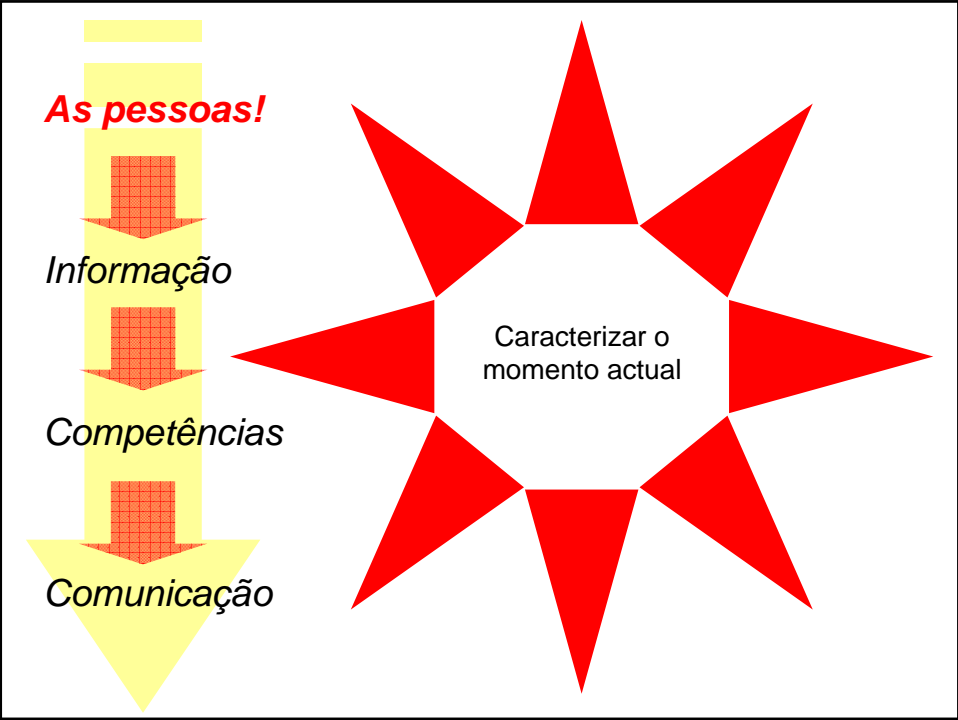 As pessoas!
Informação
Competências
Comunicação
Caracterizar o
momento actual